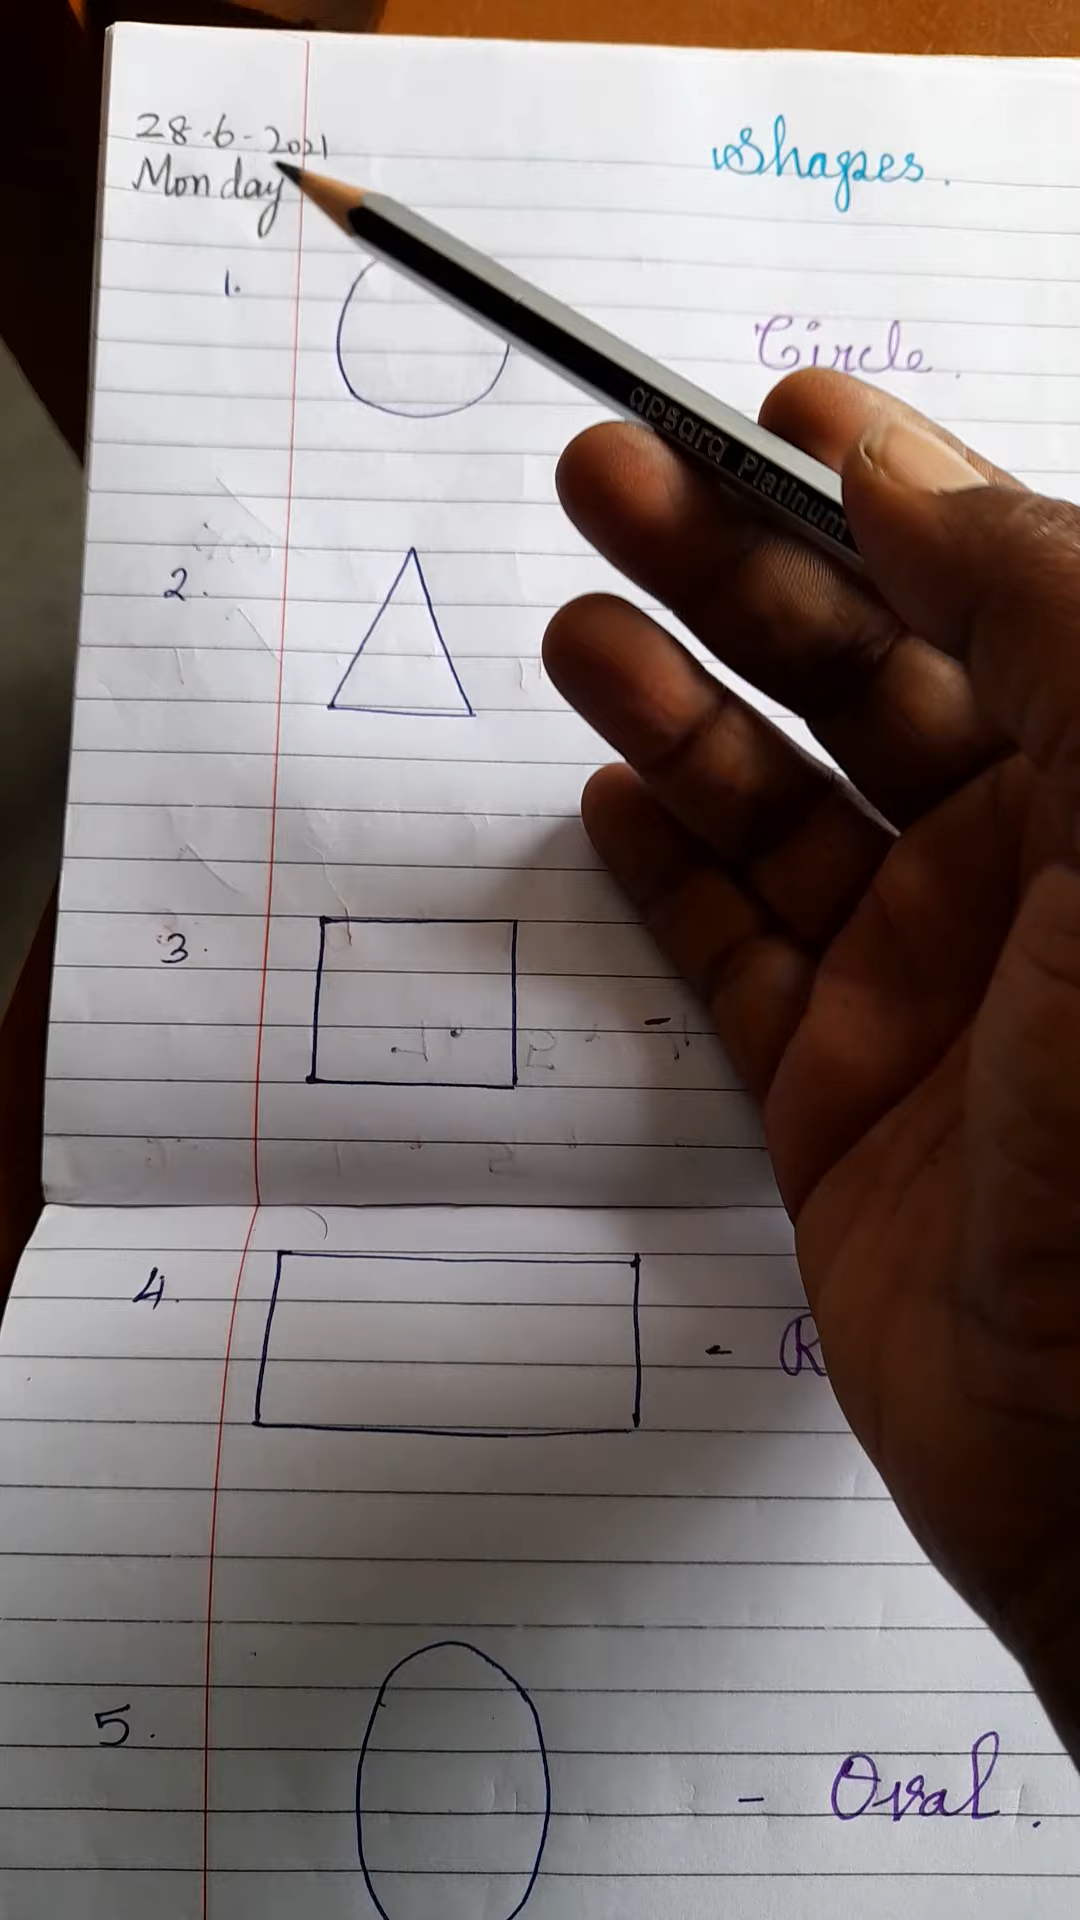 28-6-2021
Monday
Shapes.
1.
Circle.
apsara Platinum
2.
3.
4.
- R
5.
- Oval.